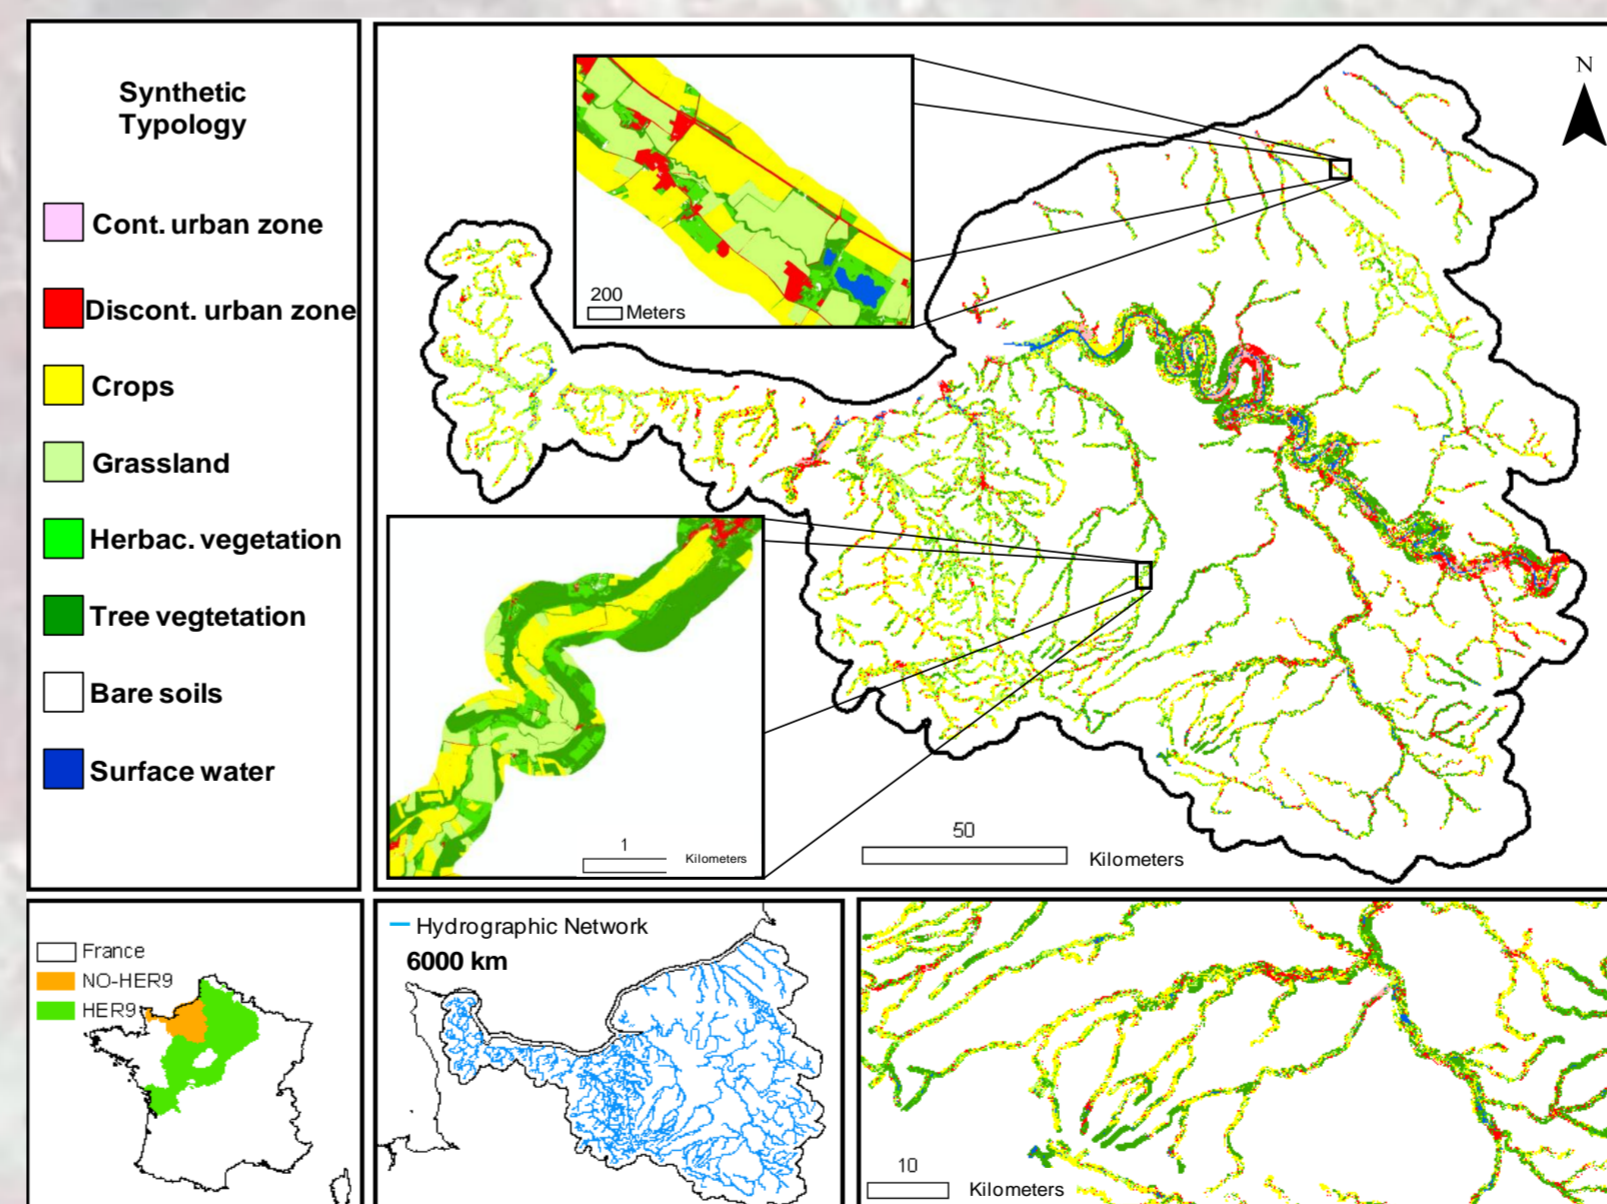 Synthetic
Typology
Cont. urban zone
Discont. urban zone
Crops
Grassland
Herbac. vegetation
Tree vegtetation
Bare soils
Surface water
200
Meters
N
1
Kilometers
50
Kilometers
France
NO-HER9
HER9
Hydrographic Network
6000 km
10
Kilometers